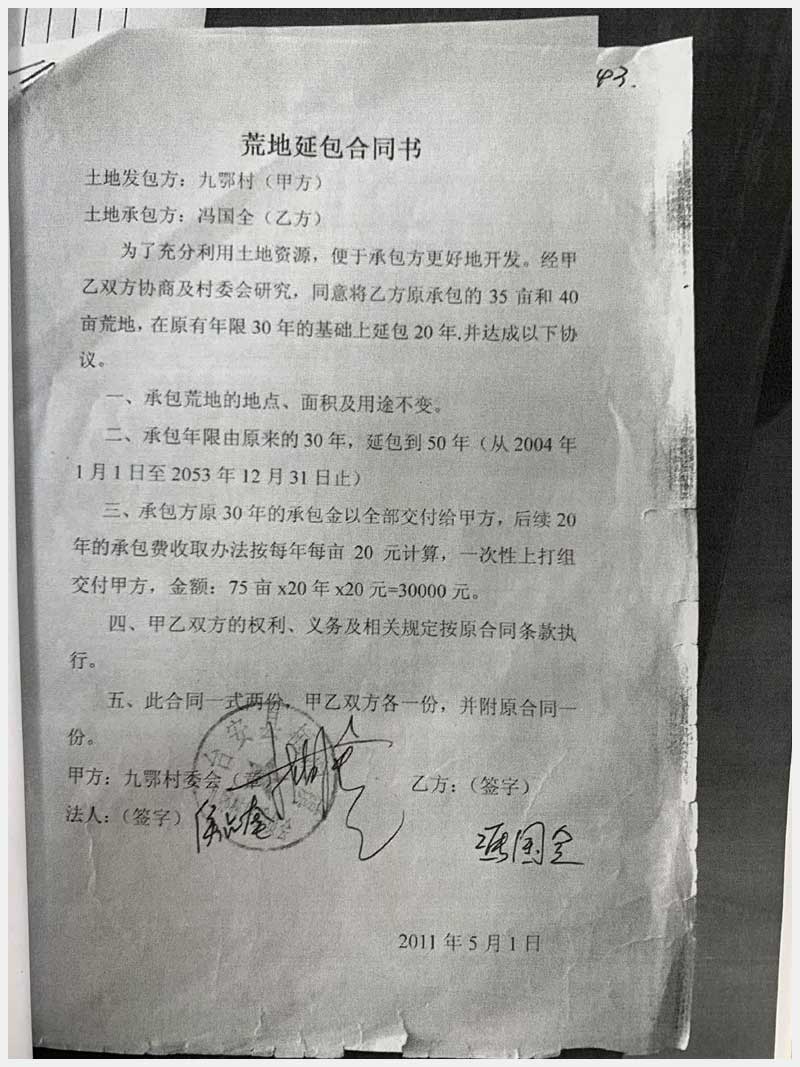 43.
荒地延包合同书
土地发包方：九鄂村（甲方）
土地承包方：冯国全（乙方）
为了充分利用土地资源，便于承包方更好地开发。经甲
乙双方协商及村委会研究，同意将乙方原承包的 35 亩和 40
亩荒地，在原有年限 30 年的基础上延包 20 年.并达成以下协
议。
一、承包荒地的地点、面积及用途不变。
二、承包年限由原来的 30 年，延包到 50 年（从 2004 年
1 月 1 日至 2053 年 12 月 31 日止）
三、承包方原 30 年的承包金以全部交付给甲方，后续 20
年的承包费收取办法按每年每亩 20 元计算，一次性上打组
交付甲方，金额：75 亩 x20 年 x20 元=30000 元。
四、甲乙双方的权利、义务及相关规定按原合同条款执
行。
五、此合同一式两份，甲乙双方各一份，并附原合同一
份。
台安县
甲方：九鄂村委会（章）
乙方：（签字）
法人：（签字）
冯国全
2011 年 5 月 1 日